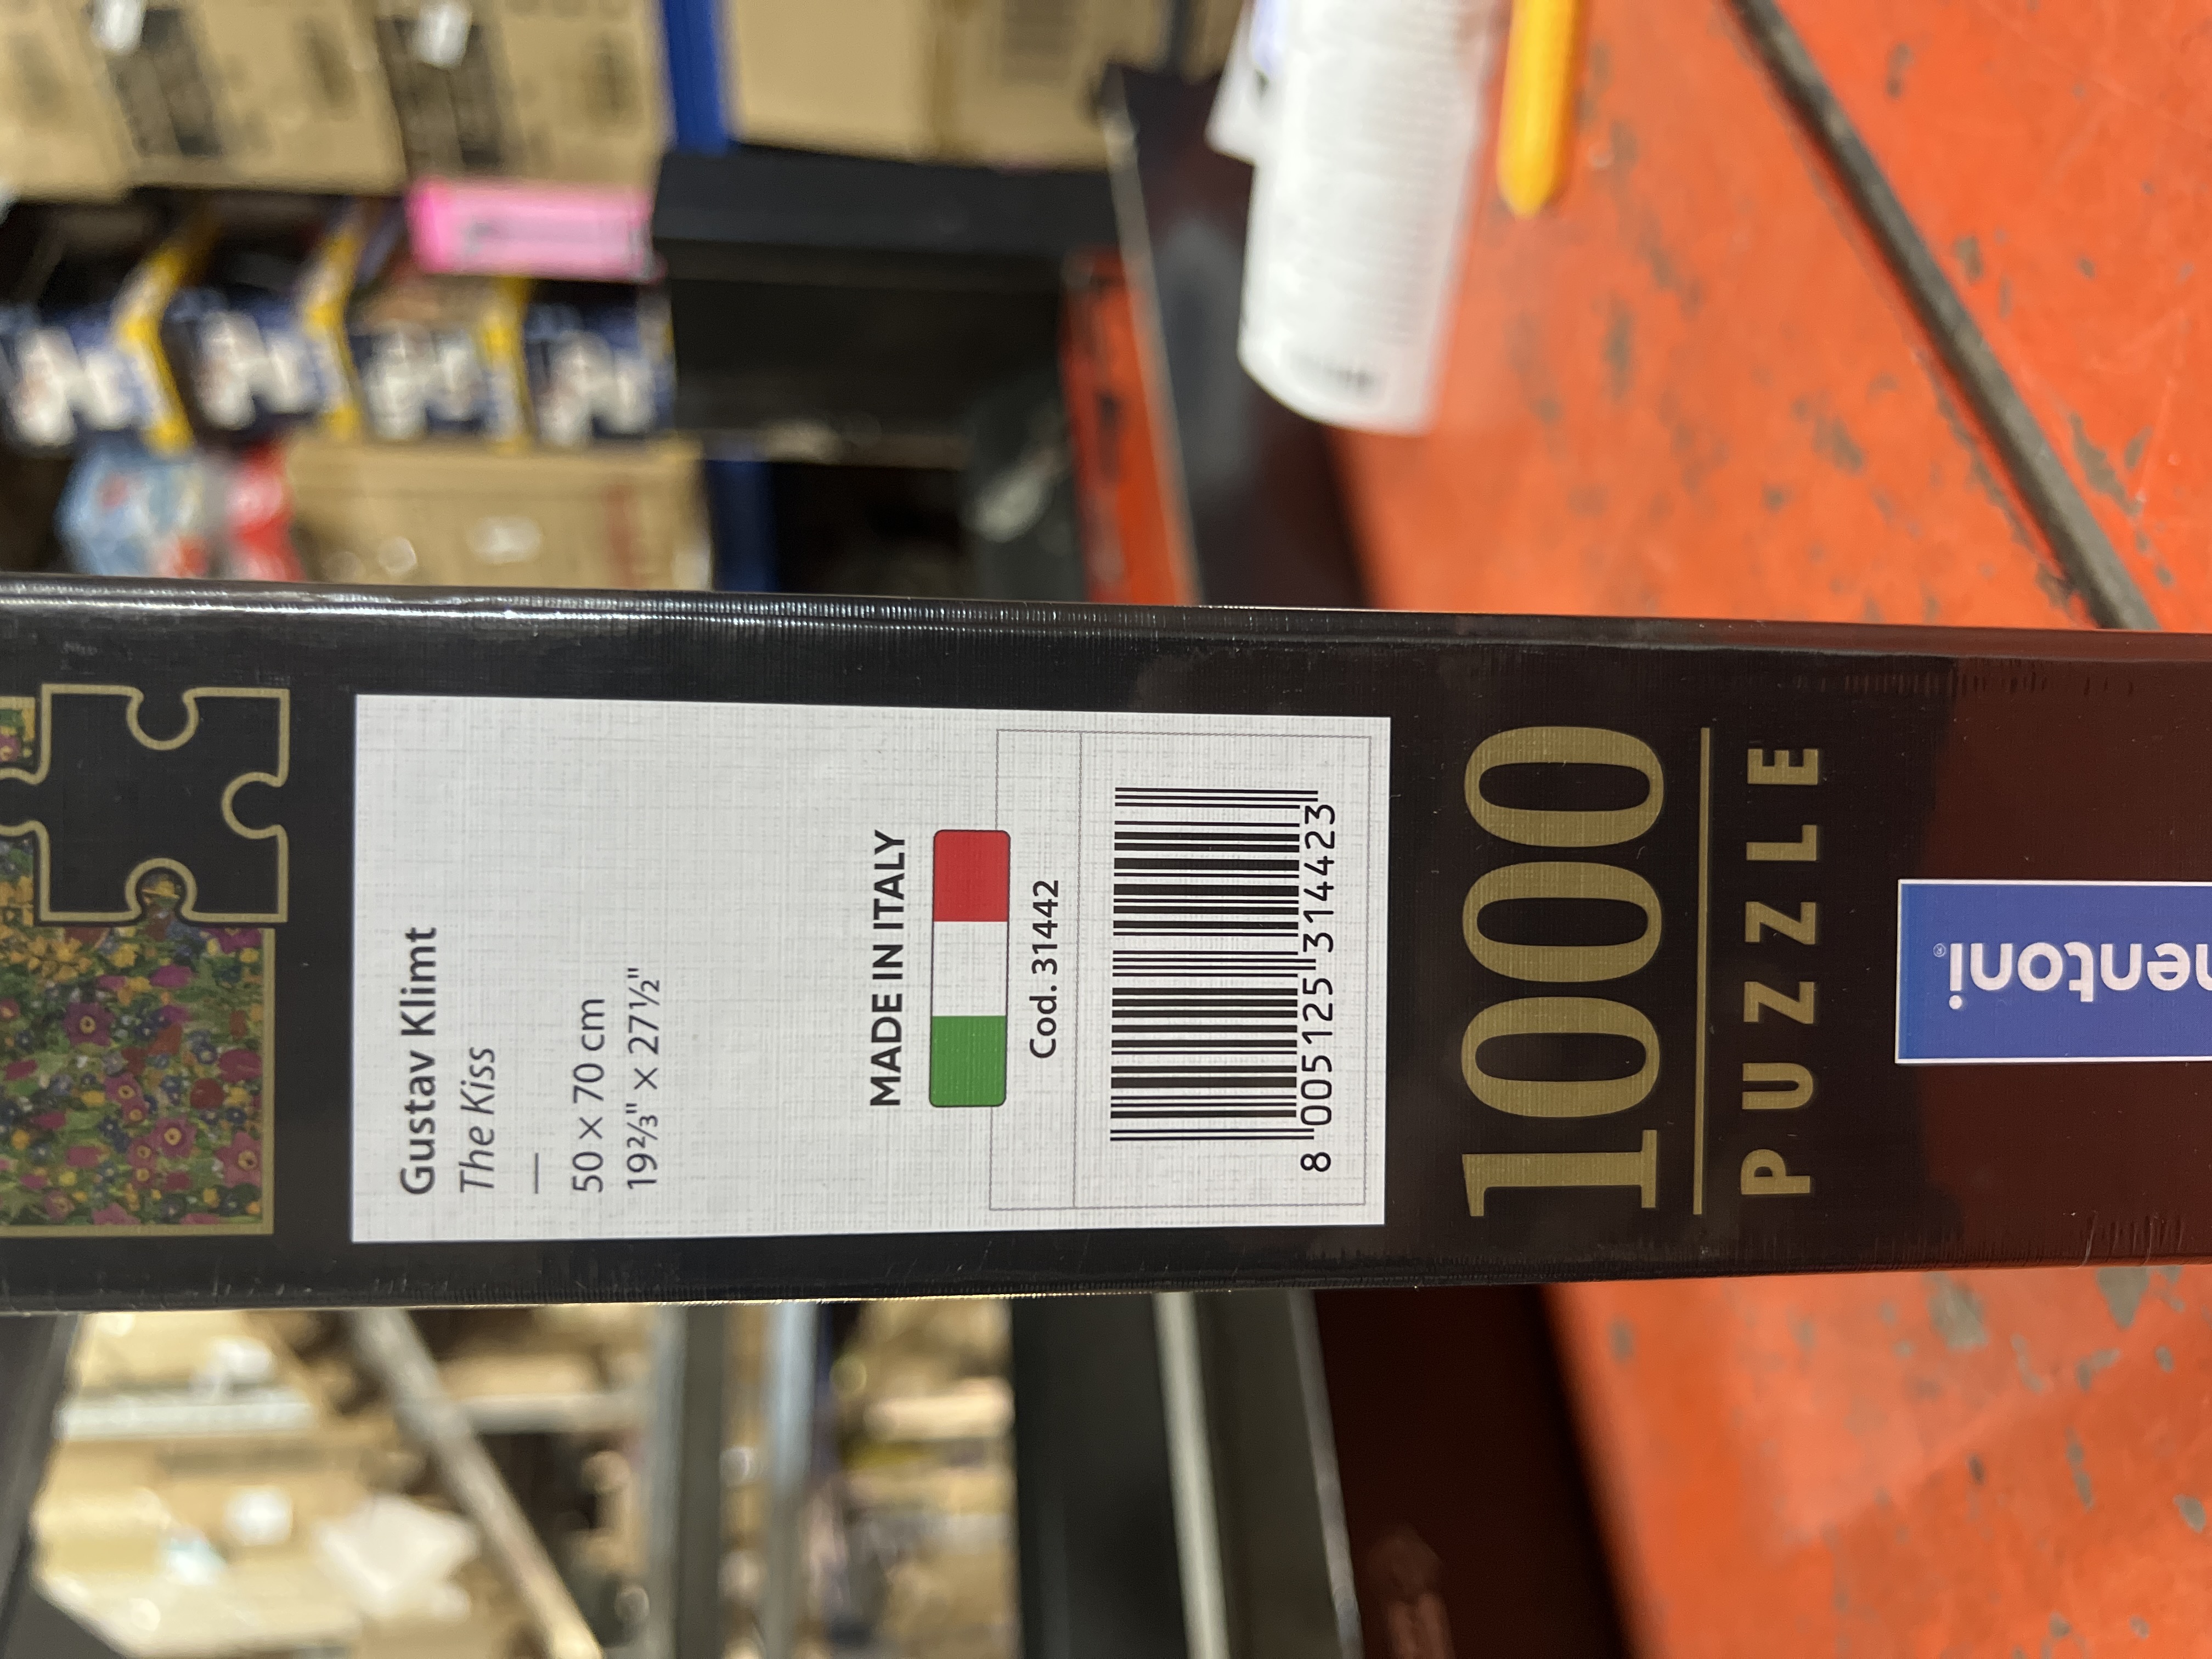 Gustav Klimt
The Kiss
50 x 70 cm
19⅔" x 27½"
MADE IN ITALY
Cod. 31442
8 005125 314423
1000
PUZZLE
mentoni®